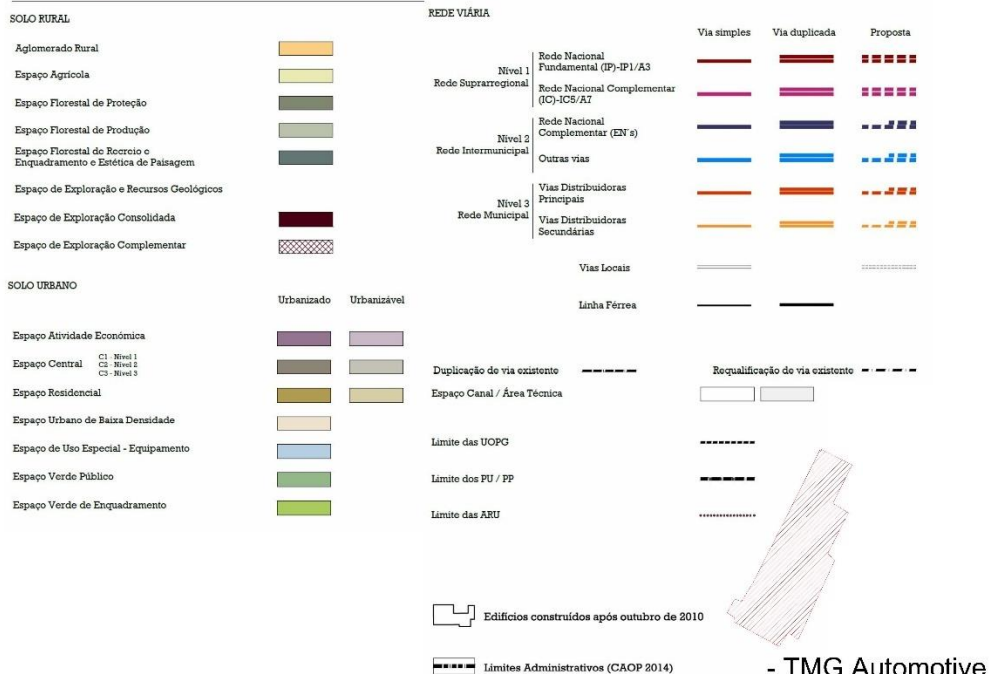 SOLO RURAL
Aglomerado Rural
Espaço Agrícola
Espaço Florestal de Proteção
Espaço Florestal de Produção
Espaço Florestal de Recreio e
Enquadramento e Estética de Paisagem
Espaço de Exploração e Recursos Geológicos
Espaço de Exploração Consolidada
Espaço de Exploração Complementar
SOLO URBANO
Urbanizado Urbanizável
Espaço Atividade Económica
Espaço Central
C1 - Nível 1
C2 - Nível 2
C3 - Nível 3
Espaço Residencial
Espaço Urbano de Baixa Densidade
Espaço de Uso Especial - Equipamento
Espaço Verde Público
Espaço Verde de Enquadramento
REDE VIÁRIA
Via simples Via duplicada Proposta
Nível 1
Rede Suprarregional
Rede Nacional
Fundamental (IP)-IP1/A3
Rede Nacional Complementar
(IC)-IC5/A7
Nível 2
Rede Intermunicipal
Rede Nacional
Complementar (EN's)
Outras vias
Nível 3
Rede Municipal
Vias Distribuidoras
Principais
Vias Distribuidoras
Secundárias
Vias Locais
Linha Férrea
Duplicação de via existente
Requalificação de via existente
Espaço Canal / Área Técnica
Limite das UOPG
Limite dos PU / PP
Limite das ARU
Edifícios construídos após outubro de 2010
Limites Administrativos (CAOP 2014)
- TMG Automotive